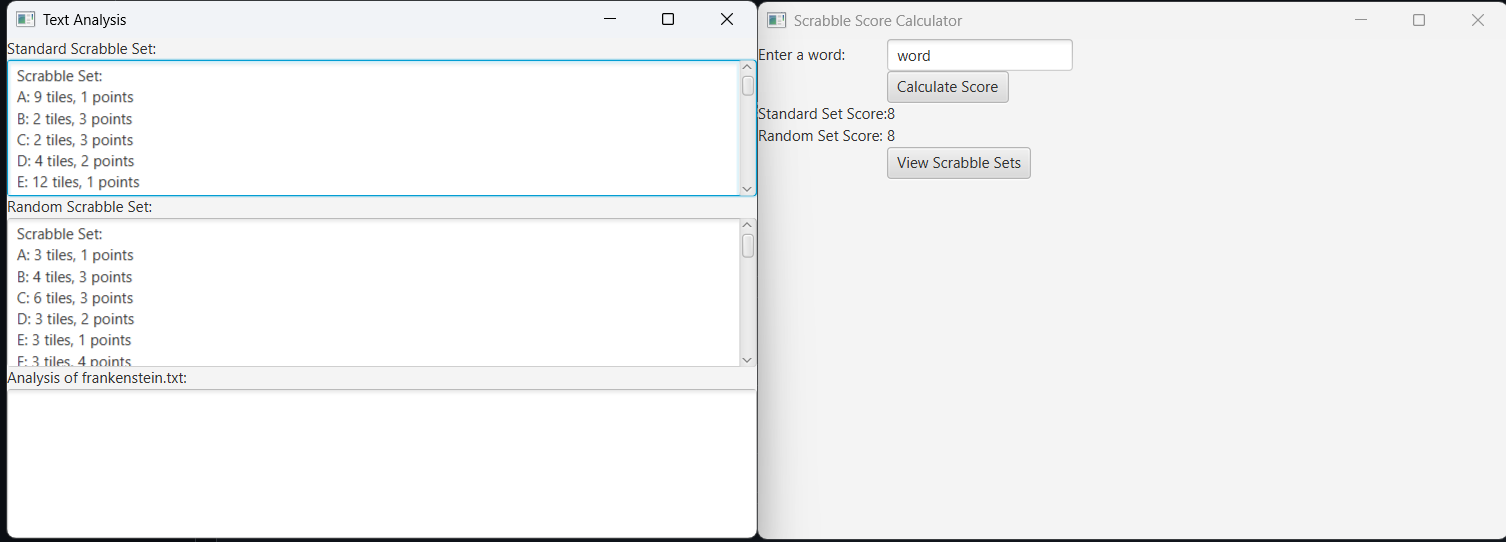 Text Analysis
Standard Scrabble Set:
Scrabble Set:
A: 9 tiles, 1 points
B: 2 tiles, 3 points
C: 2 tiles, 3 points
D: 4 tiles, 2 points
E: 12 tiles, 1 points
Random Scrabble Set:
Scrabble Set:
A: 3 tiles, 1 points
B: 4 tiles, 3 points
C: 6 tiles, 3 points
D: 3 tiles, 2 points
E: 3 tiles, 1 points
F: 3 tiles, 4 points
Analysis of frankenstein.txt:
Scrabble Score Calculator
Enter a word: word
Calculate Score
Standard Set Score:8
Random Set Score: 8
View Scrabble Sets